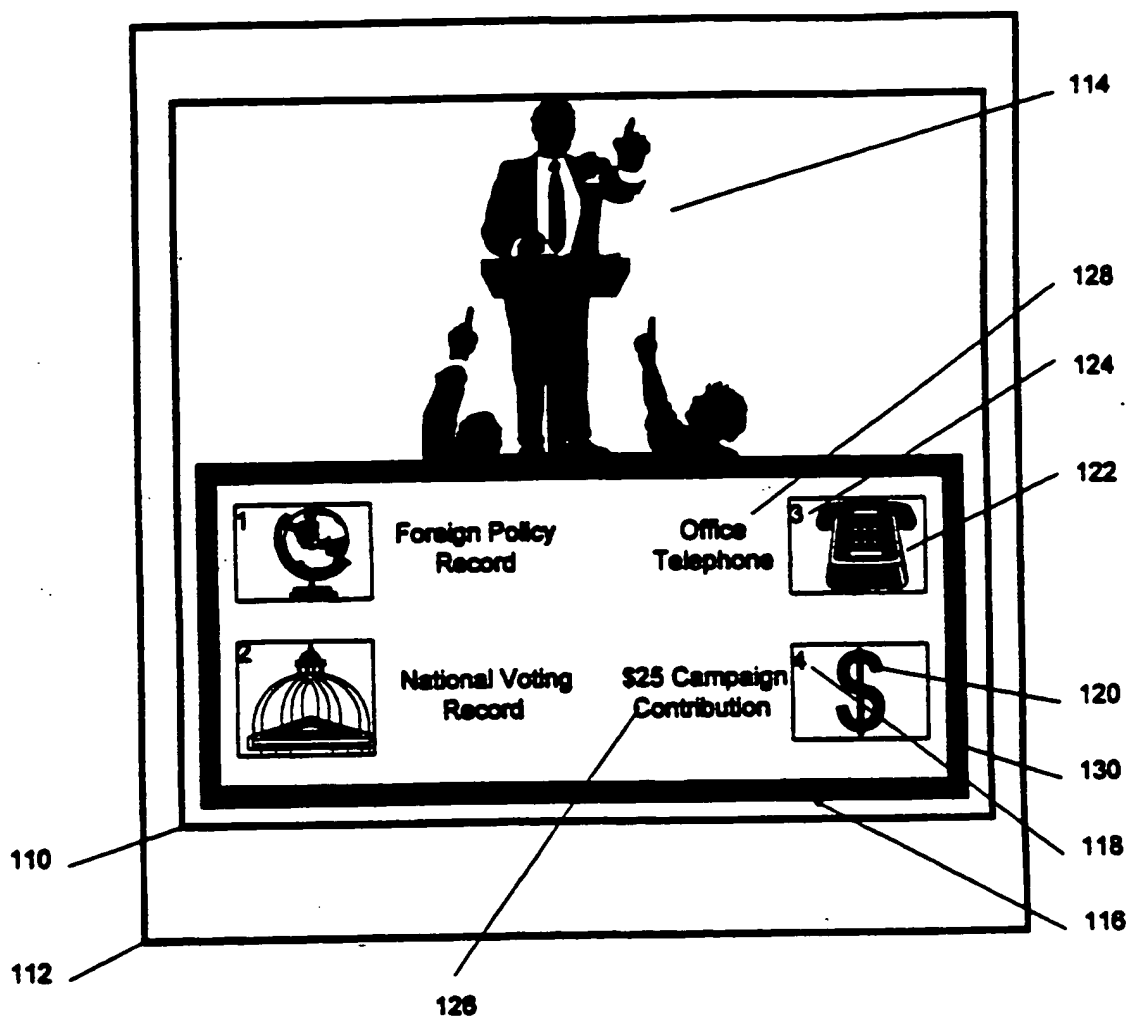 114
128
124
122
1
Foreign Policy
Record
Office
Telephone
3
2
National Voting
Record
$25 Campaign
Contribution
4
120
130
110
118
116
112
126